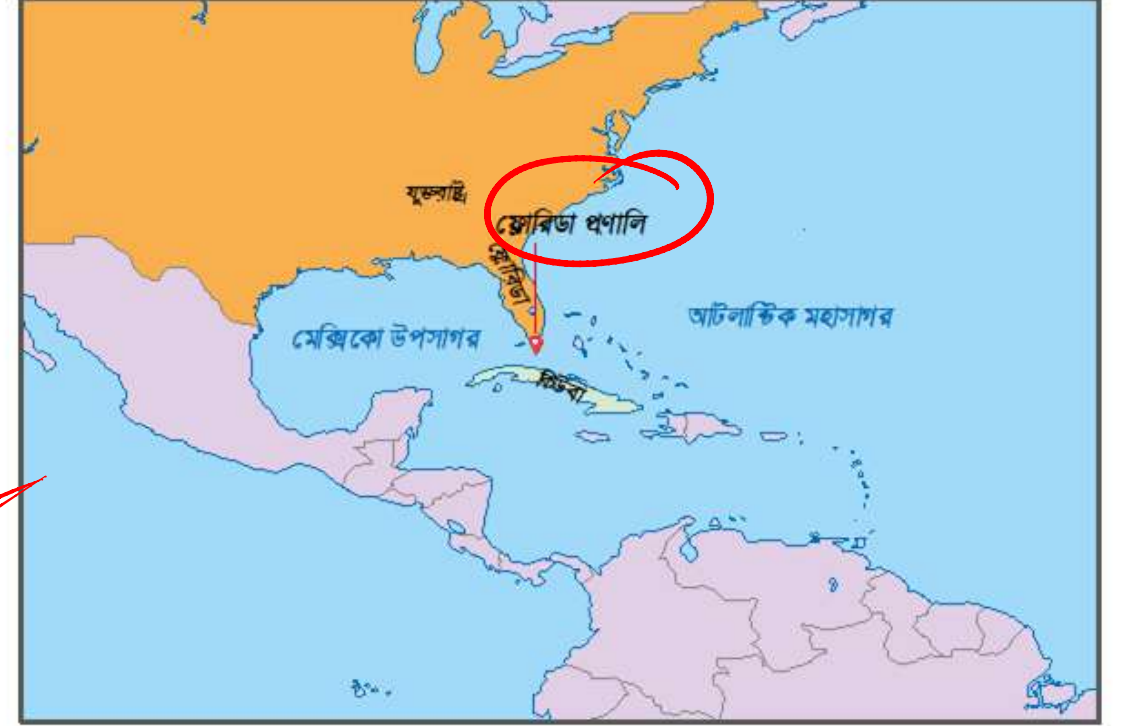 যুক্তরাষ্ট্র
ফ্লোরিডা প্রণালি
ফ্লোরিডা
আটলান্টিক মহাসাগর
মেক্সিকো উপসাগর
কিউবা